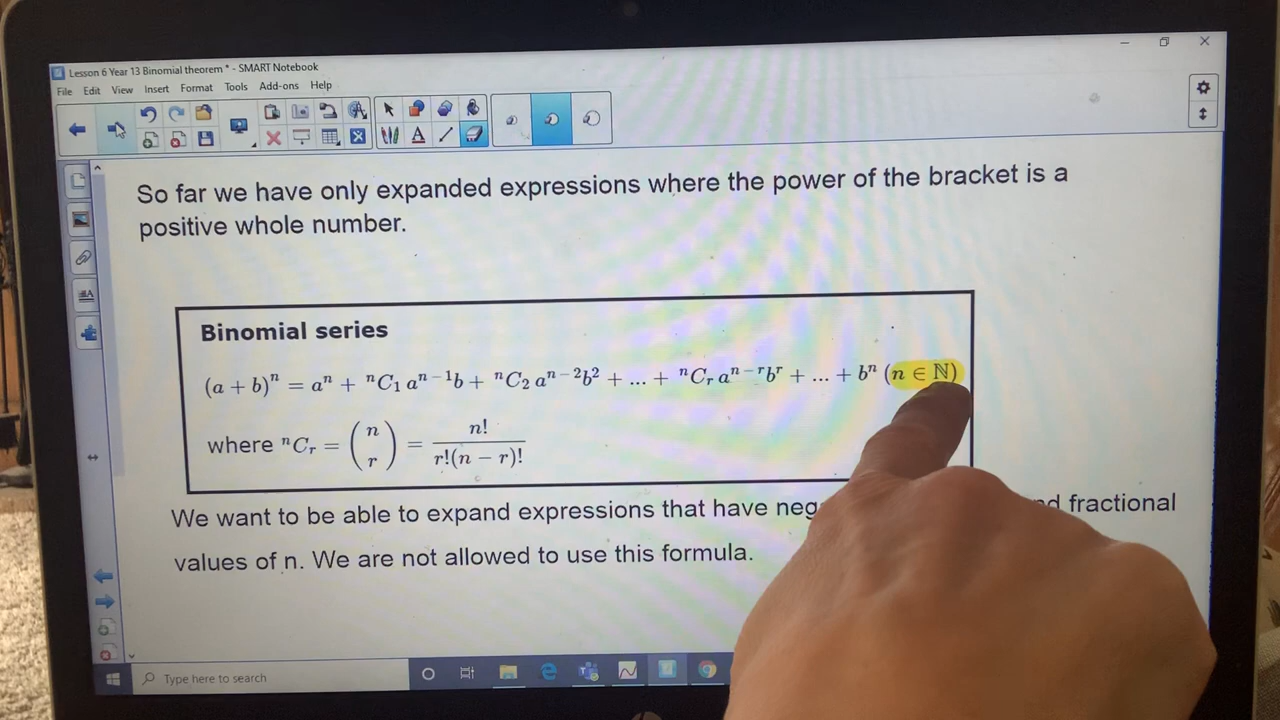 Lesson 6 Year 13 Binomial theorem * - SMART Notebook
File Edit View Insert Format Tools Add-ons Help
So far we have only expanded expressions where the power of the bracket is a
positive whole number.
Binomial series
(a + b)ⁿ = aⁿ + ⁿC₁ aⁿ⁻¹b + ⁿC₂ aⁿ⁻²b² + ... + ⁿCᵣ aⁿ⁻ʳbʳ + ... + bⁿ (n ∈ ℕ)
where ⁿCᵣ = (n r) = n! / r!(n − r)!
We want to be able to expand expressions that have fractional
values of n. We are not allowed to use this formula.
Type here to search